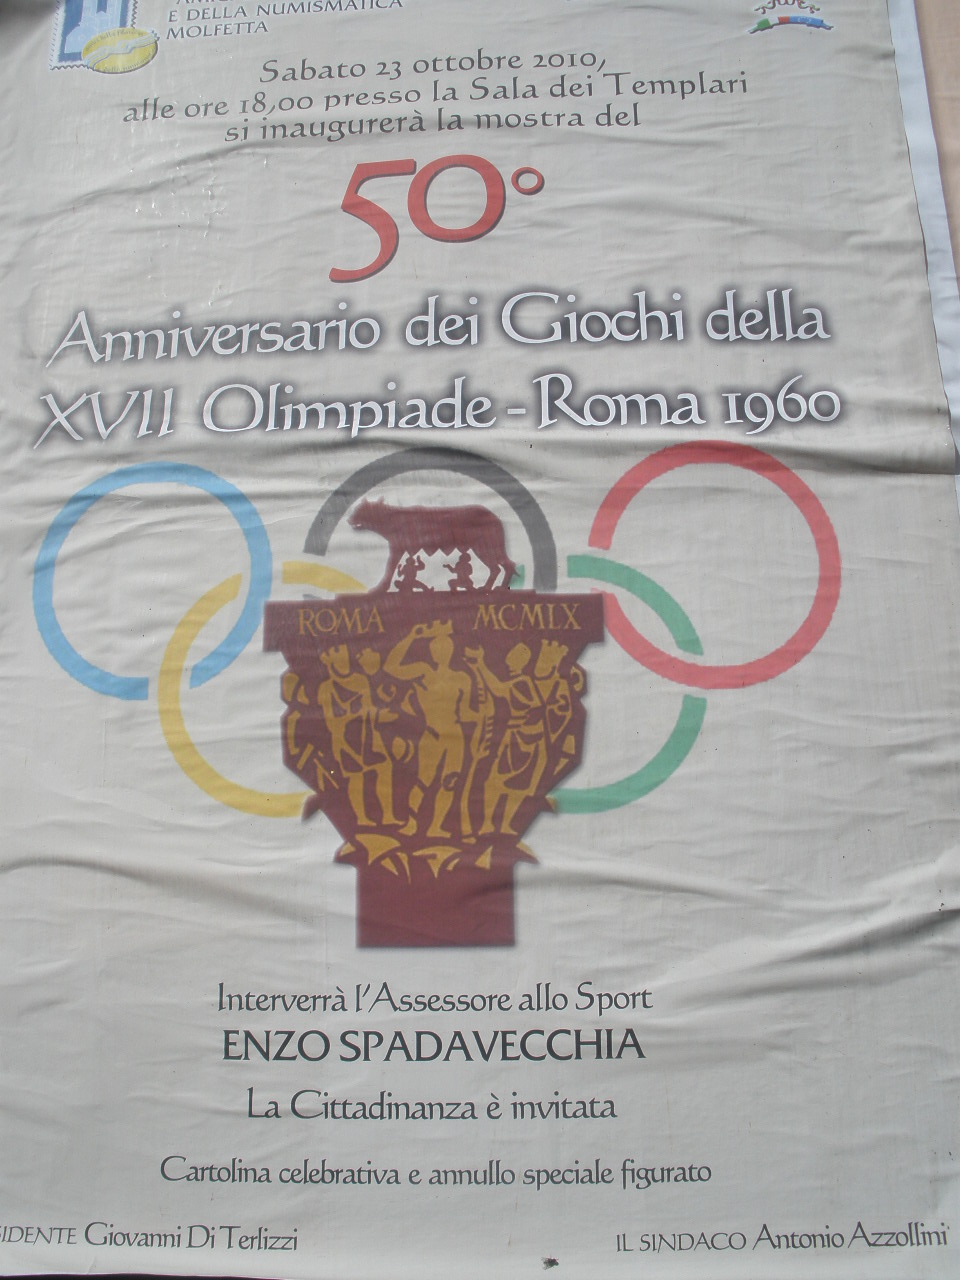 E DELLA NUMISMATICA
MOLFETTA
Sabato 23 ottobre 2010,
alle ore 18,00 presso la Sala dei Templari
si inaugurerà la mostra del
50°
Anniversario dei Giochi della
XVII Olimpiade - Roma 1960
ROMA MCMLX
Interverrà l'Assessore allo Sport
ENZO SPADAVECCHIA
La Cittadinanza è invitata
Cartolina celebrativa e annullo speciale figurato
SIDENTE Giovanni Di Terlizzi
IL SINDACO Antonio Azzollini